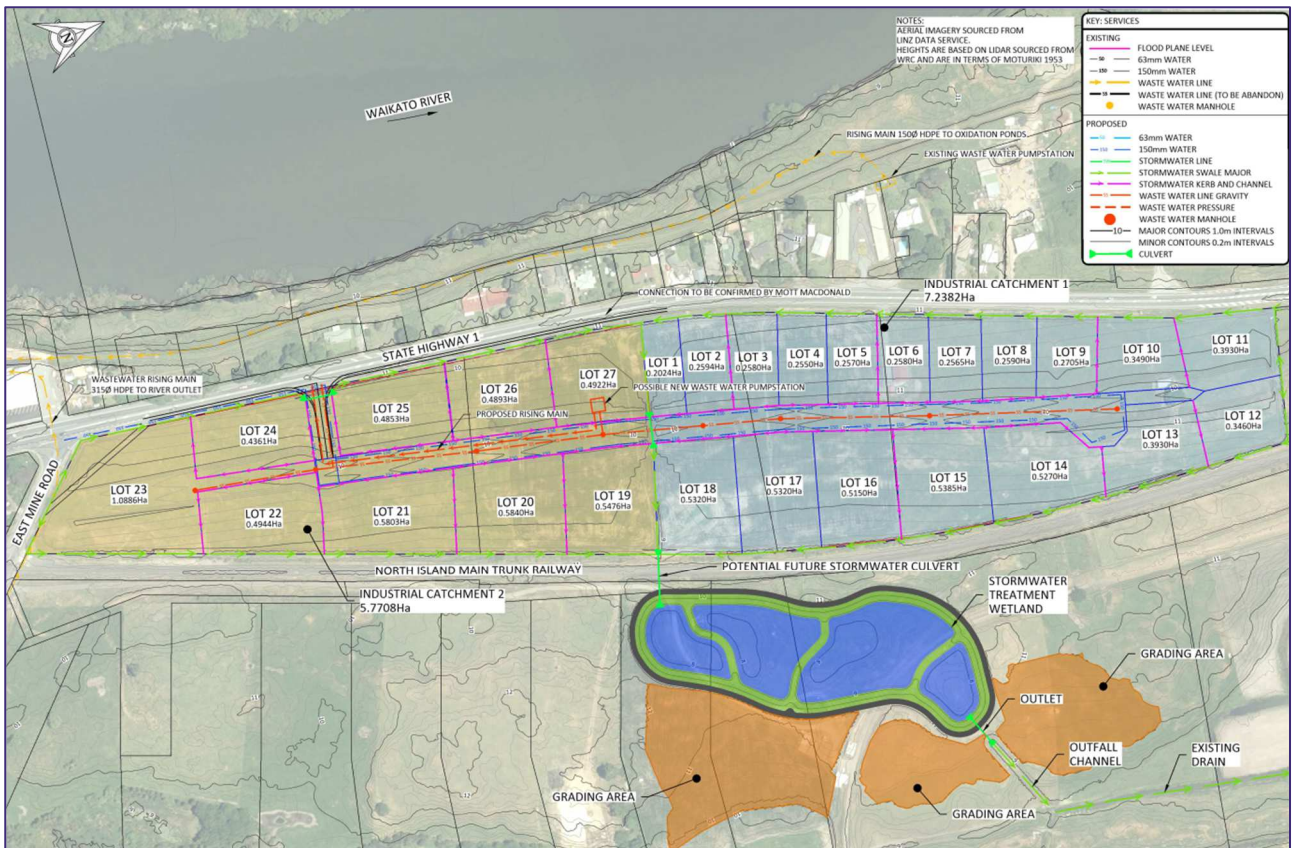 N
NOTES:
AERIAL IMAGERY SOURCED FROM
LINZ DATA SERVICE.
HEIGHTS ARE BASED ON LIDAR SOURCED FROM
WRC AND ARE IN TERMS OF MOTURIKI 1953
KEY: SERVICES
EXISTING
FLOOD PLANE LEVEL
50 63mm WATER
150 150mm WATER
WASTE WATER LINE
WASTE WATER LINE (TO BE ABANDON)
WASTE WATER MANHOLE
PROPOSED
63mm WATER
150mm WATER
STORMWATER LINE
STORMWATER SWALE MAJOR
STORMWATER KERB AND CHANNEL
WASTE WATER LINE GRAVITY
WASTE WATER PRESSURE
WASTE WATER MANHOLE
10 MAJOR CONTOURS 1.0m INTERVALS
MINOR CONTOURS 0.2m INTERVALS
CULVERT
WAIKATO RIVER
RISING MAIN 150Ø HDPE TO OXIDATION PONDS
EXISTING WASTE WATER PUMPSTATION
CONNECTION TO BE CONFIRMED BY MOTT MACDONALD
INDUSTRIAL CATCHMENT 1
7.2382Ha
STATE HIGHWAY 1
WASTEWATER RISING MAIN
315Ø HDPE TO RIVER OUTLET
EAST MINE ROAD
LOT 27
0.4922Ha
LOT 26
0.4893Ha
LOT 25
0.4853Ha
LOT 24
0.4361Ha
LOT 23
1.0886Ha
LOT 22
0.4944Ha
LOT 21
0.5803Ha
LOT 20
0.5840Ha
LOT 19
0.5476Ha
POSSIBLE NEW WASTE WATER PUMPSTATION
PROPOSED RISING MAIN
LOT 1
0.2024Ha
LOT 2
0.2594Ha
LOT 3
0.2580Ha
LOT 4
0.2550Ha
LOT 5
0.2570Ha
LOT 6
0.2580Ha
LOT 7
0.2565Ha
LOT 8
0.2590Ha
LOT 9
0.2705Ha
LOT 10
0.3490Ha
LOT 11
0.3930Ha
LOT 12
0.3460Ha
LOT 13
0.3930Ha
LOT 14
0.5270Ha
LOT 15
0.5385Ha
LOT 16
0.5150Ha
LOT 17
0.5320Ha
LOT 18
0.5320Ha
NORTH ISLAND MAIN TRUNK RAILWAY
POTENTIAL FUTURE STORMWATER CULVERT
INDUSTRIAL CATCHMENT 2
5.7708Ha
STORMWATER
TREATMENT
WETLAND
GRADING AREA
OUTLET
OUTFALL
CHANNEL
EXISTING
DRAIN
GRADING AREA
GRADING AREA